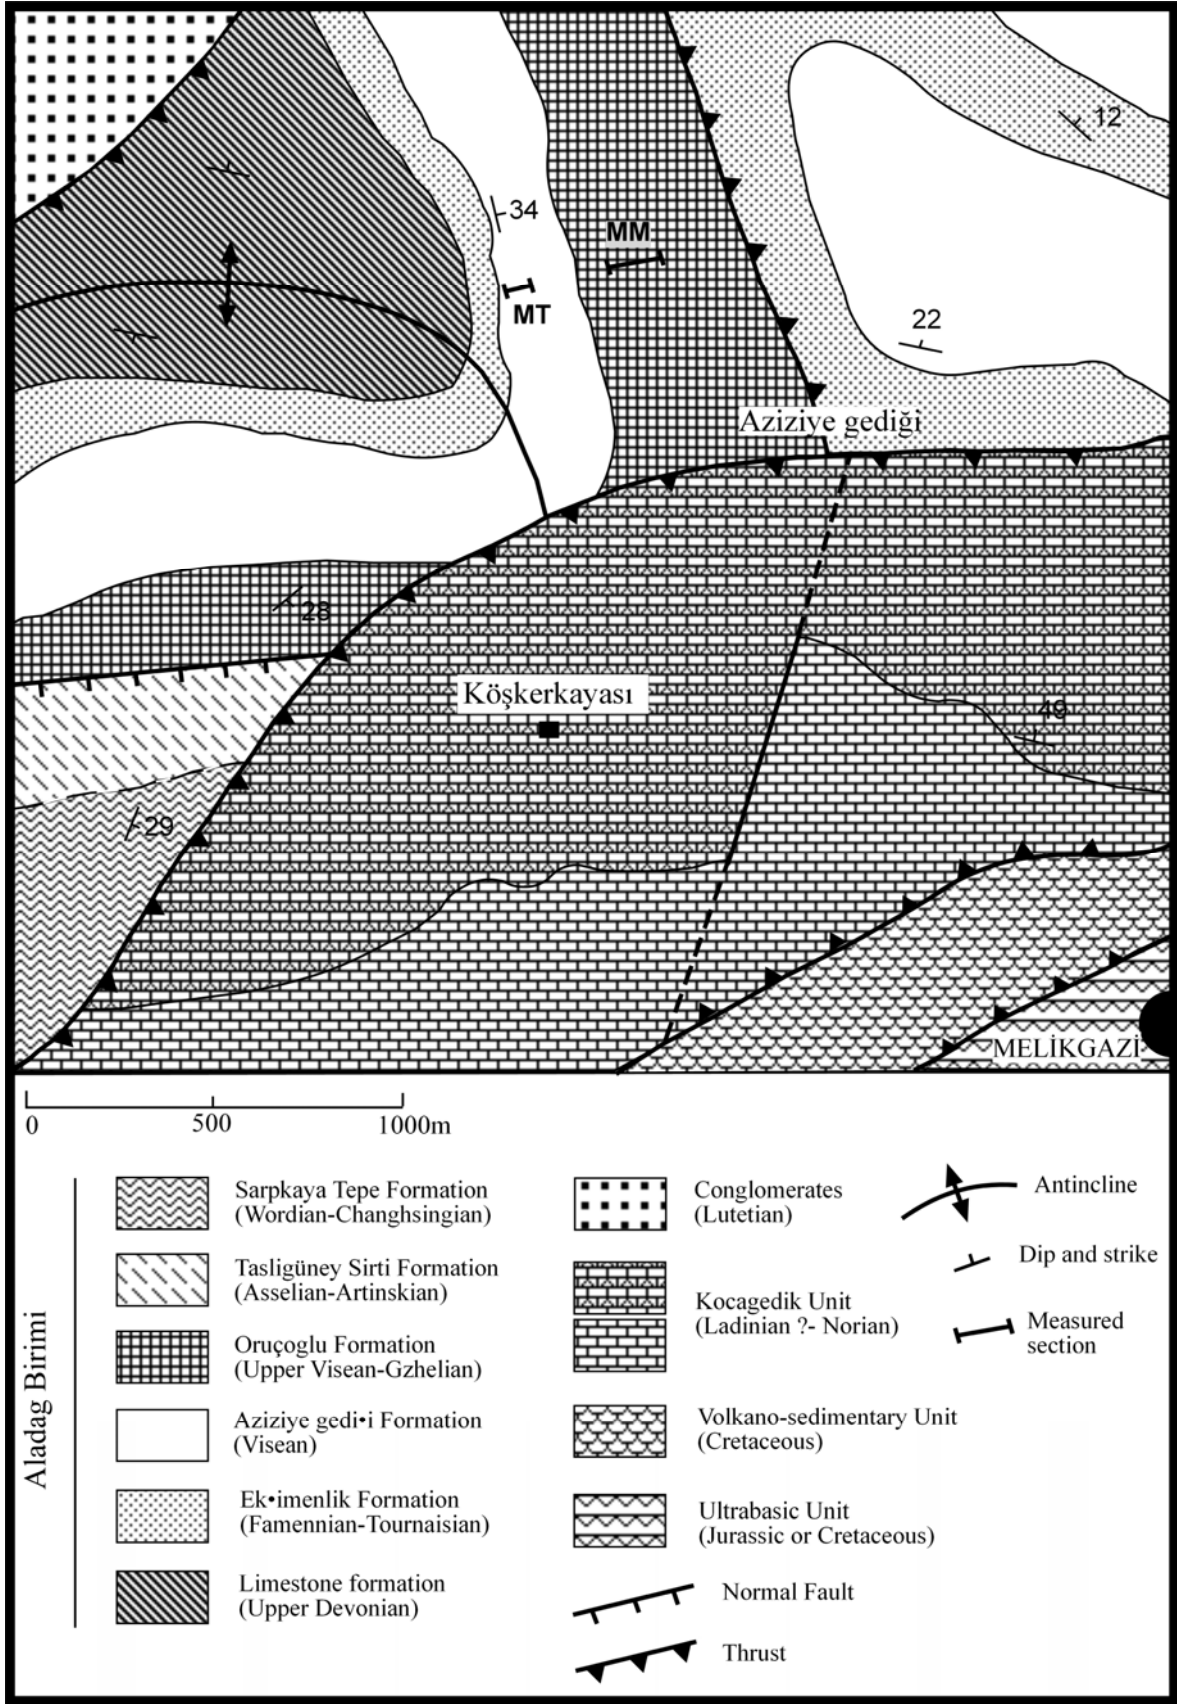 12
34
MM
MT
22
Aziziye gediği
28
Köşkerkayası
49
29
MELİKGAZİ
0 500 1000m
Aladag Birimi
Sarpkaya Tepe Formation
(Wordian-Changhsingian)
Tasligüney Sirti Formation
(Asselian-Artinskian)
Oruçoglu Formation
(Upper Visean-Gzhelian)
Aziziye gedi•i Formation
(Visean)
Ek•imenlik Formation
(Famennian-Tournaisian)
Limestone formation
(Upper Devonian)
Conglomerates
(Lutetian)
Kocagedik Unit
(Ladinian ?- Norian)
Volkano-sedimentary Unit
(Cretaceous)
Ultrabasic Unit
(Jurassic or Cretaceous)
Normal Fault
Thrust
Antincline
Dip and strike
Measured
section